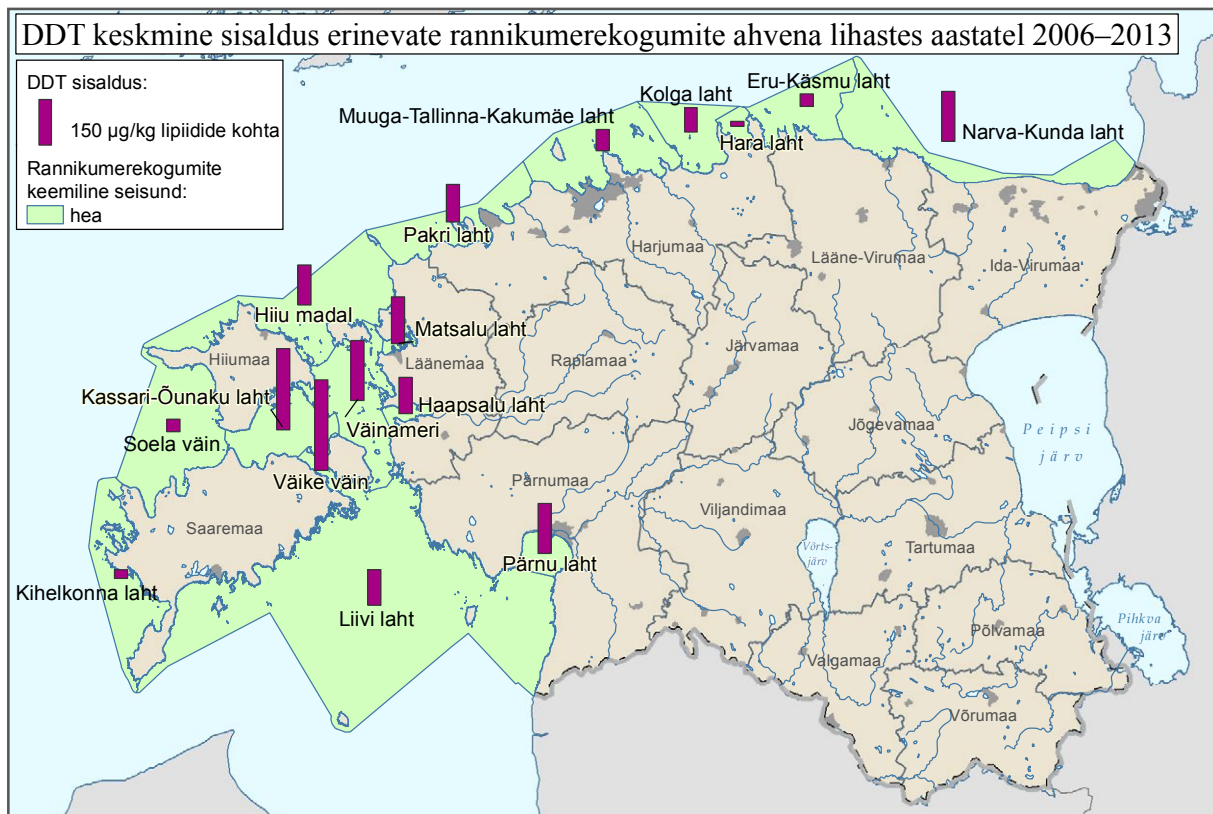 DDT keskmine sisaldus erinevate rannikumerekogumite ahvena lihastes aastatel 2006–2013
DDT sisaldus:
150 µg/kg lipiidide kohta
Rannikumerekogumite
keemiline seisund:
hea
Eru-Käsmu laht
Kolga laht
Muuga-Tallinna-Kakumäe laht
Hara laht
Narva-Kunda laht
Pakri laht
Harjumaa
Lääne-Virumaa
Ida-Virumaa
Hiiu madal
Matsalu laht
Hiiumaa
Läänemaa
Raplamaa
Järvamaa
Kassari-Õunaku laht
Haapsalu laht
Väinameri
Soela väin
Jõgevamaa
Peipsi
järv
Väike väin
Pärnumaa
Viljandimaa
Saaremaa
Võrts-
järv
Tartumaa
Pärnu laht
Kihelkonna laht
Liivi laht
Põlvamaa
Pihkva
järv
Valgamaa
Võrumaa